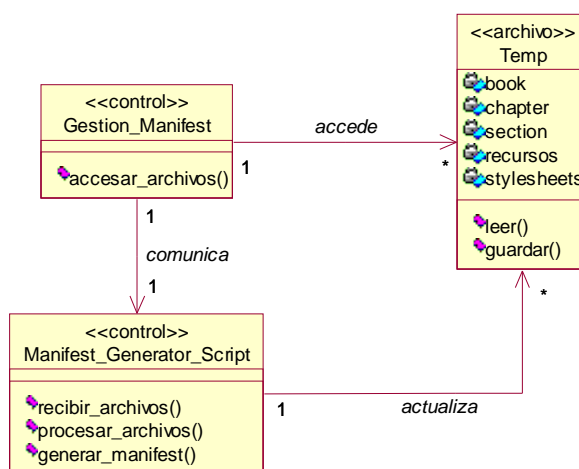 <<archivo>>
Temp
book
chapter
section
recursos
stylesheets
leer()
guardar()
<<control>>
Gestion_Manifest
accesar_archivos()
accede
1
*
1
comunica
1
<<control>>
Manifest_Generator_Script
recibir_archivos()
procesar_archivos()
generar_manifest()
1
actualiza
*